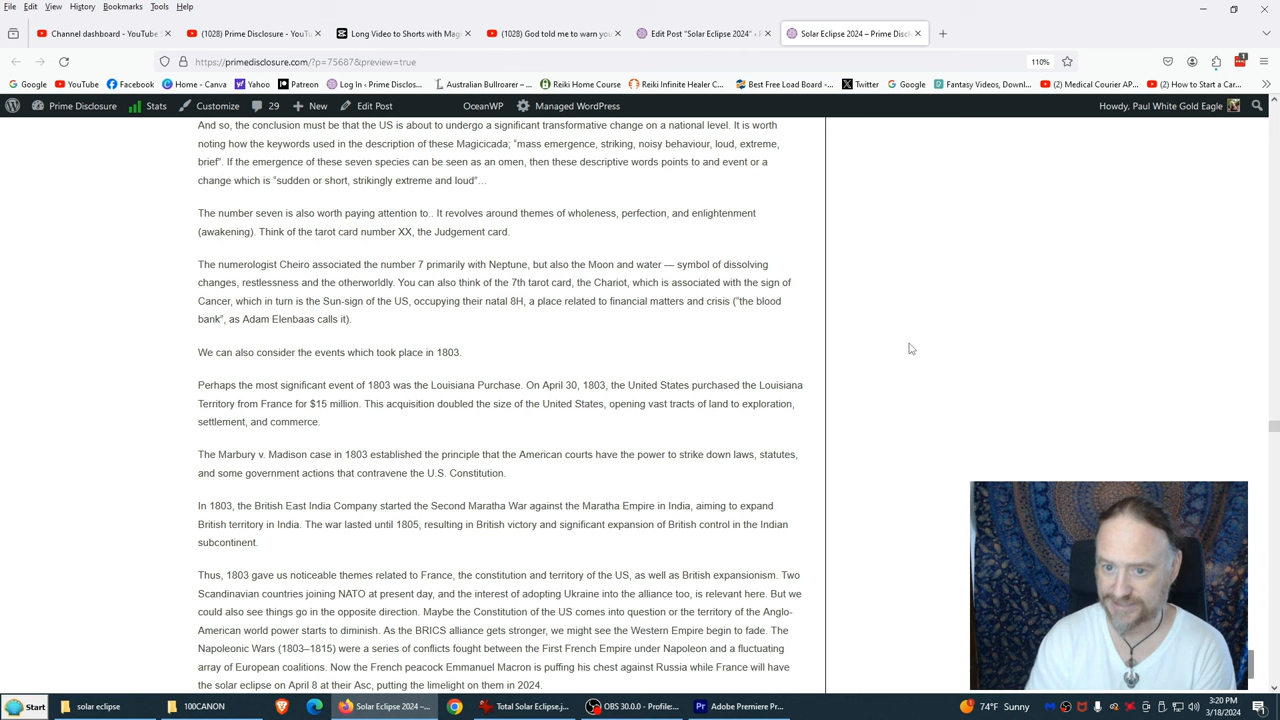 File Edit View History Bookmarks Tools Help
Channel dashboard - YouTube (1028) Prime Disclosure - YouT Long Video to Shorts with Mag (1028) God told me to warn you Edit Post "Solar Eclipse 2024" ‹ Solar Eclipse 2024 – Prime Discl
https://primedisclosure.com/?p=75687&preview=true 110%
Google YouTube Facebook Home - Canva Yahoo Patreon Log In ‹ Prime Disclos... Australian Bullroarer –... Reiki Home Course Reiki Infinite Healer C... Best Free Load Board -... Twitter Google Fantasy Videos, Downl... (2) Medical Courier AP... (2) How to Start a Car...
Prime Disclosure Stats Customize 29 New Edit Post OceanWP Managed WordPress Howdy, Paul White Gold Eagle
And so, the conclusion must be that the US is about to undergo a significant transformative change on a national level. It is worth
noting how the keywords used in the description of these Magicicada; "mass emergence, striking, noisy behaviour, loud, extreme,
brief". If the emergence of these seven species can be seen as an omen, then these descriptive words points to and event or a
change which is "sudden or short, strikingly extreme and loud"…
The number seven is also worth paying attention to.. It revolves around themes of wholeness, perfection, and enlightenment
(awakening). Think of the tarot card number XX, the Judgement card.
The numerologist Cheiro associated the number 7 primarily with Neptune, but also the Moon and water — symbol of dissolving
changes, restlessness and the otherworldly. You can also think of the 7th tarot card, the Chariot, which is associated with the sign of
Cancer, which in turn is the Sun-sign of the US, occupying their natal 8H, a place related to financial matters and crisis ("the blood
bank", as Adam Elenbaas calls it).
We can also consider the events which took place in 1803.
Perhaps the most significant event of 1803 was the Louisiana Purchase. On April 30, 1803, the United States purchased the Louisiana
Territory from France for $15 million. This acquisition doubled the size of the United States, opening vast tracts of land to exploration,
settlement, and commerce.
The Marbury v. Madison case in 1803 established the principle that the American courts have the power to strike down laws, statutes,
and some government actions that contravene the U.S. Constitution.
In 1803, the British East India Company started the Second Maratha War against the Maratha Empire in India, aiming to expand
British territory in India. The war lasted until 1805, resulting in British victory and significant expansion of British control in the Indian
subcontinent.
Thus, 1803 gave us noticeable themes related to France, the constitution and territory of the US, as well as British expansionism. Two
Scandinavian countries joining NATO at present day, and the interest of adopting Ukraine into the alliance too, is relevant here. But we
could also see things go in the opposite direction. Maybe the Constitution of the US comes into question or the territory of the Anglo-
American world power starts to diminish. As the BRICS alliance gets stronger, we might see the Western Empire begin to fade. The
Napoleonic Wars (1803–1815) were a series of conflicts fought between the First French Empire under Napoleon and a fluctuating
array of European coalitions. Now the French peacock Emmanuel Macron is puffing his chest against Russia while France will have
the solar eclipse on April 8 at their Asc, putting the limelight on them in 2024.
Start solar eclipse 100CANON Solar Eclipse 2024 –... Total Solar Eclipse.j... OBS 30.0.0 - Profile:... Adobe Premiere Pr... 74°F Sunny 3:20 PM
3/18/2024